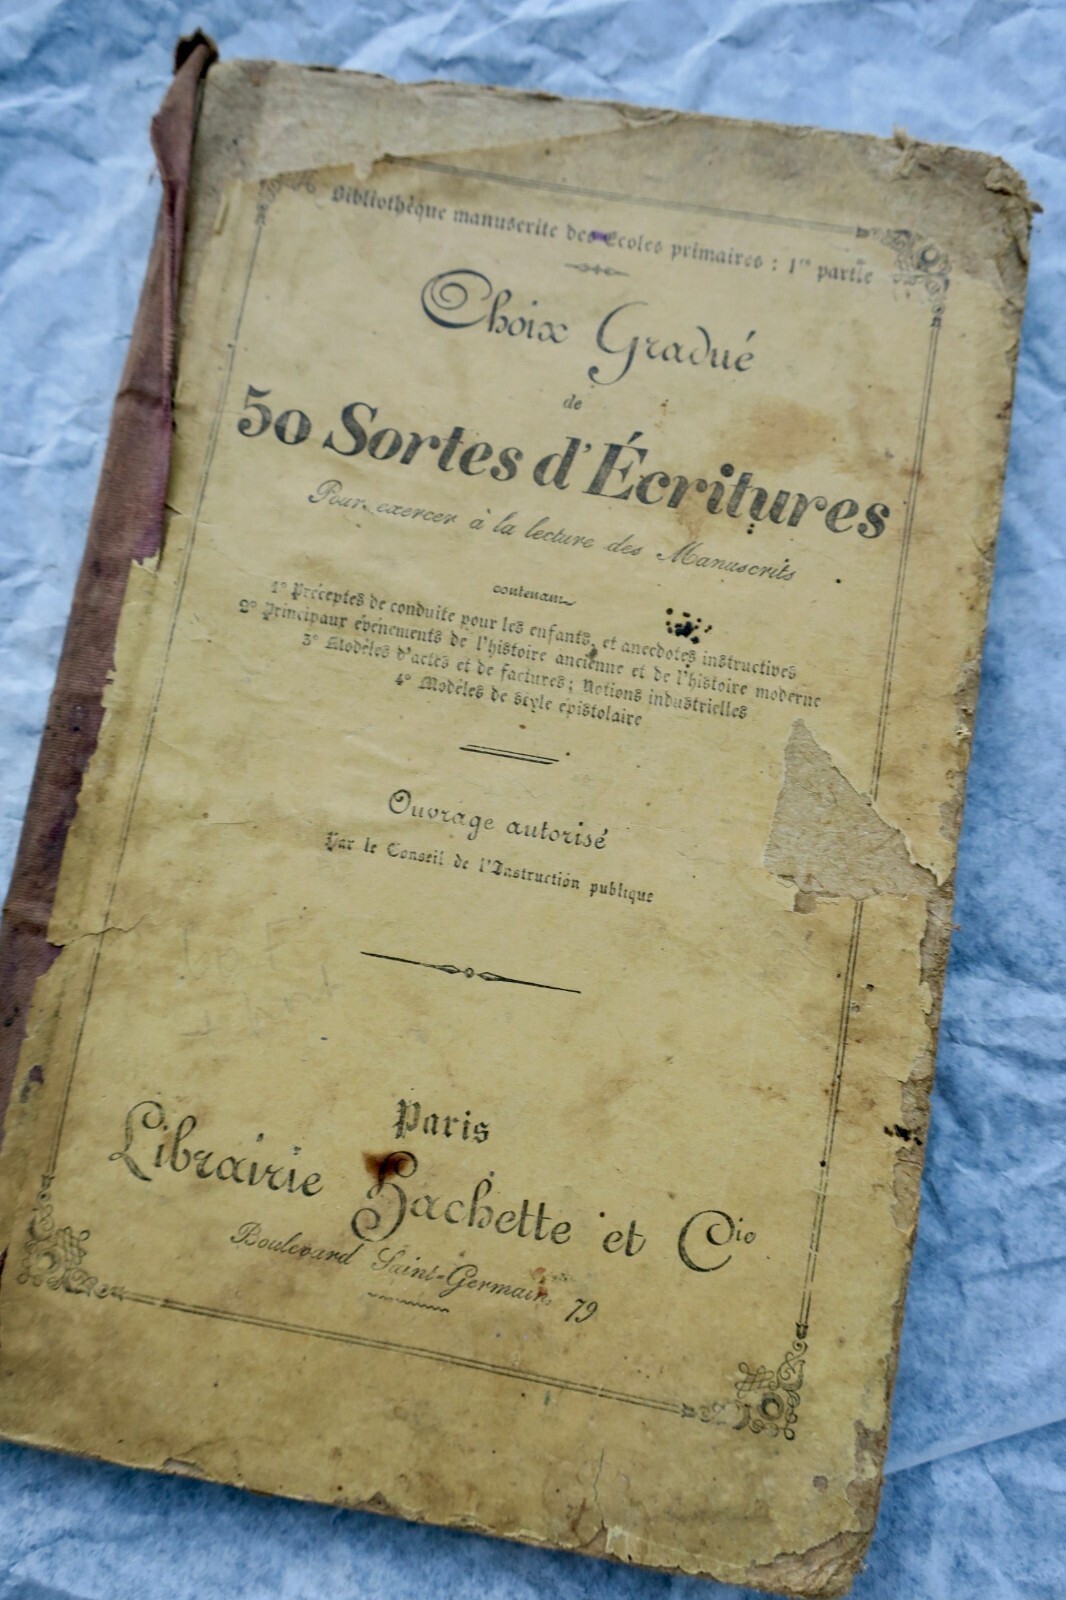 Bibliothèque manuscrite des Écoles primaires : 1re partie
Choix Gradué
de
50 Sortes d'Écritures
Pour exercer à la lecture des Manuscrits
contenant
1° Préceptes de conduite pour les enfants, et anecdotes instructives
2° Principaux événements de l'histoire ancienne et de l'histoire moderne
3° Modèles d'actes et de factures ; Notions industrielles
4° Modèles de style épistolaire
Ouvrage autorisé
Par le Conseil de l'Instruction publique
Paris
Librairie Hachette et Cie
Boulevard Saint-Germain, 79